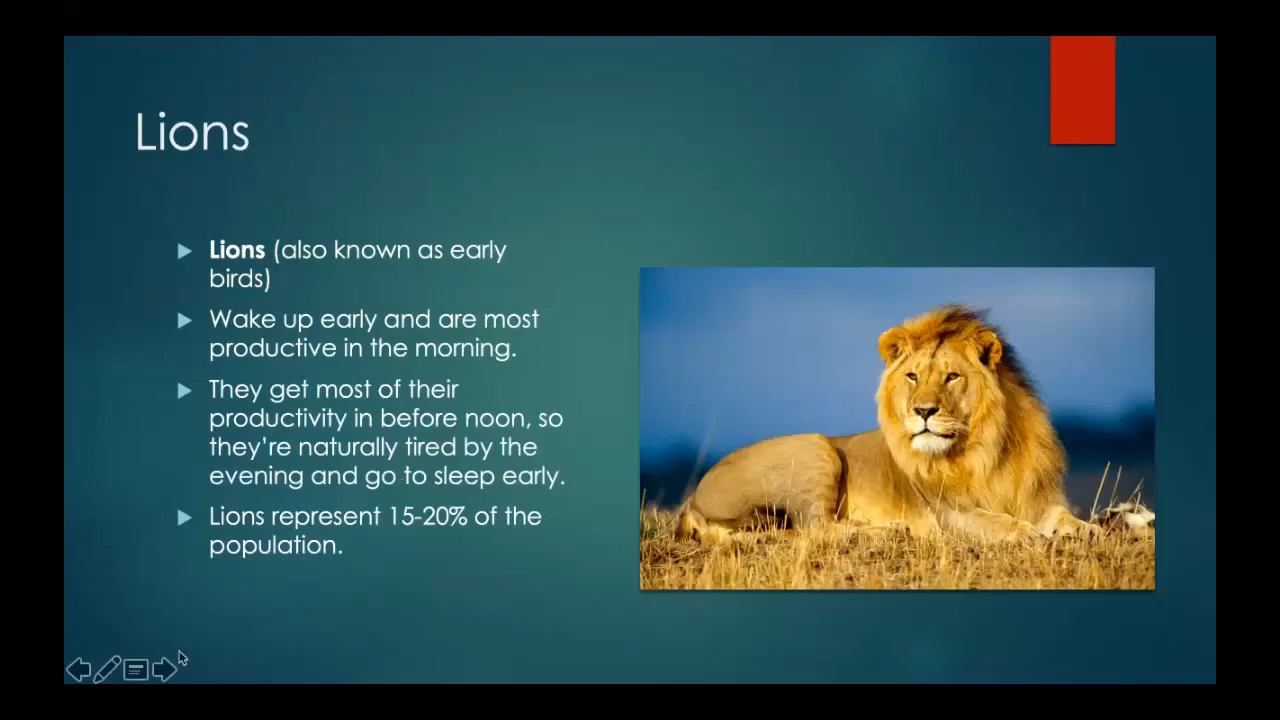 Lions
Lions (also known as early
birds)
Wake up early and are most
productive in the morning.
They get most of their
productivity in before noon, so
they're naturally tired by the
evening and go to sleep early.
Lions represent 15-20% of the
population.